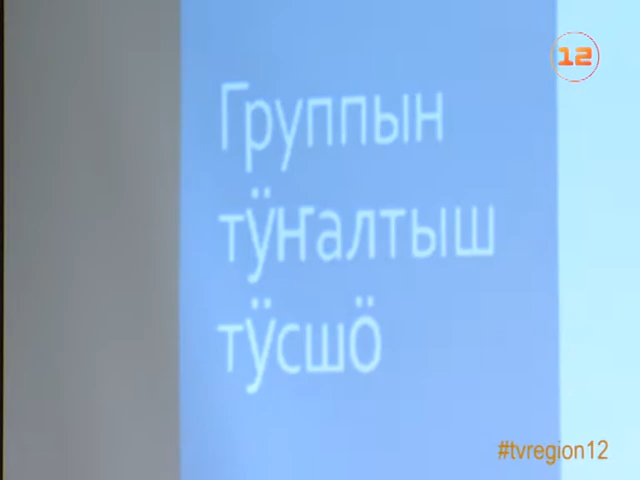 12
Группын
тӱҥалтыш
тӱсшӧ
#tvregion12